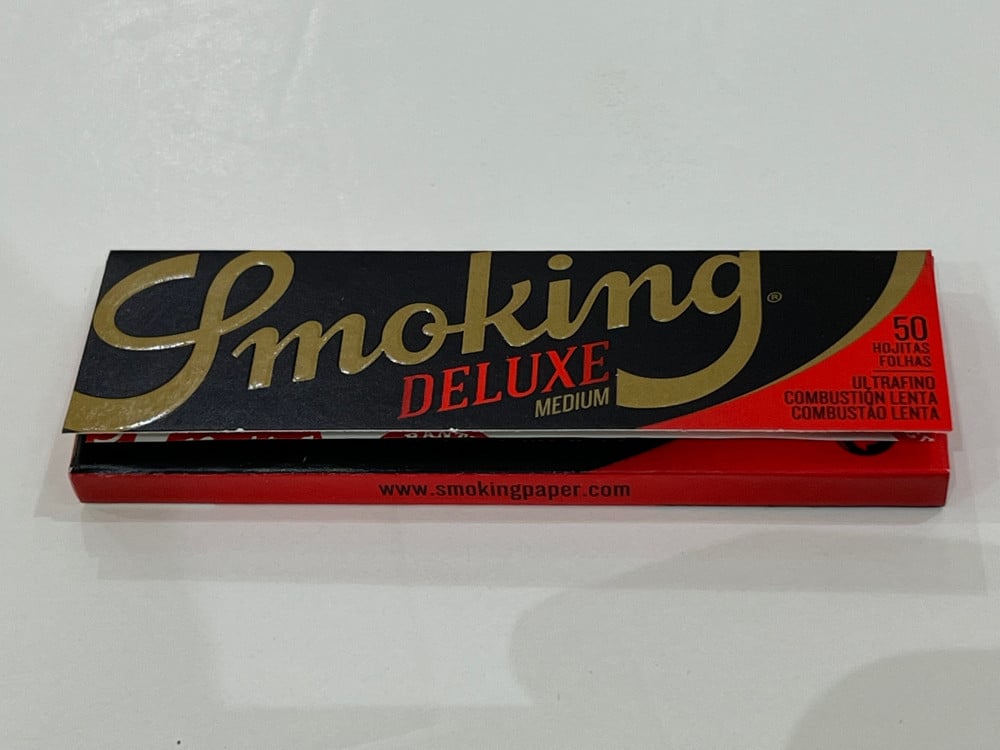 Smoking®
DELUXE
MEDIUM
50
HOJITAS
FOLHAS
ULTRAFINO
COMBUSTIÓN LENTA
COMBUSTÃO LENTA
www.smokingpaper.com